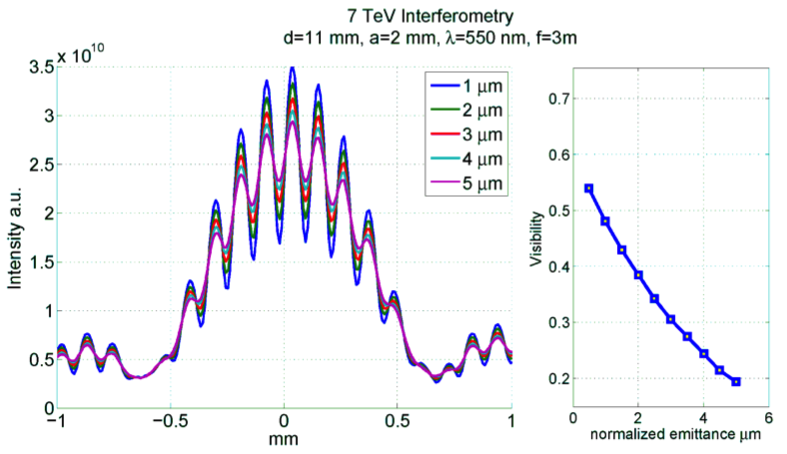 7 TeV Interferometry
d=11 mm, a=2 mm, λ=550 nm, f=3m
x 10^10
3.5
3
2.5
2
1.5
1
0.5
0
Intensity a.u.
−1
−0.5
0
0.5
1
mm
1 μm
2 μm
3 μm
4 μm
5 μm
0.7
0.6
0.5
0.4
0.3
0.2
Visibility
0
2
4
6
normalized emittance μm